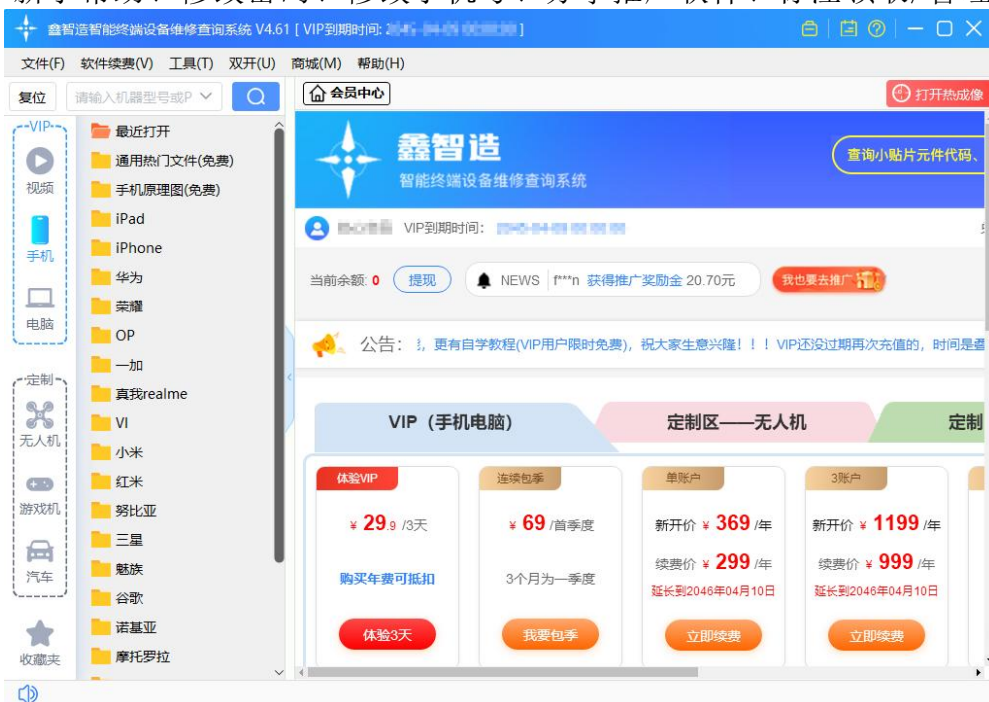 鑫智造智能终端设备维修查询系统 V4.61 [ VIP到期时间: ]
文件(F) 软件续费(V) 工具(T) 双开(U) 商城(M) 帮助(H)
复位 请输入机器型号或P
会员中心
打开热成像
VIP
视频
手机
电脑
定制
无人机
游戏机
汽车
收藏夹
最近打开
通用热门文件(免费)
手机原理图(免费)
iPad
iPhone
华为
荣耀
OP
一加
真我realme
VI
小米
红米
努比亚
三星
魅族
谷歌
诺基亚
摩托罗拉
鑫智造
智能终端设备维修查询系统
查询小贴片元件代码、
VIP到期时间:
当前余额: 0 提现 NEWS f***n 获得推广奖励金 20.70元 我也要去推广
公告: 更有自学教程(VIP用户限时免费), 祝大家生意兴隆! ! ! VIP还没过期再次充值的, 时间是
VIP (手机电脑) 定制区——无人机 定制
体验VIP
¥ 29.9 /3天
购买年费可抵扣
体验3天
连续包季
¥ 69 /首季度
3个月为一季度
我要包季
单账户
新开价 ¥ 369 /年
续费价 ¥ 299 /年
延长到2046年04月10日
立即续费
3账户
新开价 ¥ 1199 /年
续费价 ¥ 999 /年
延长到2046年04月10日
立即续费